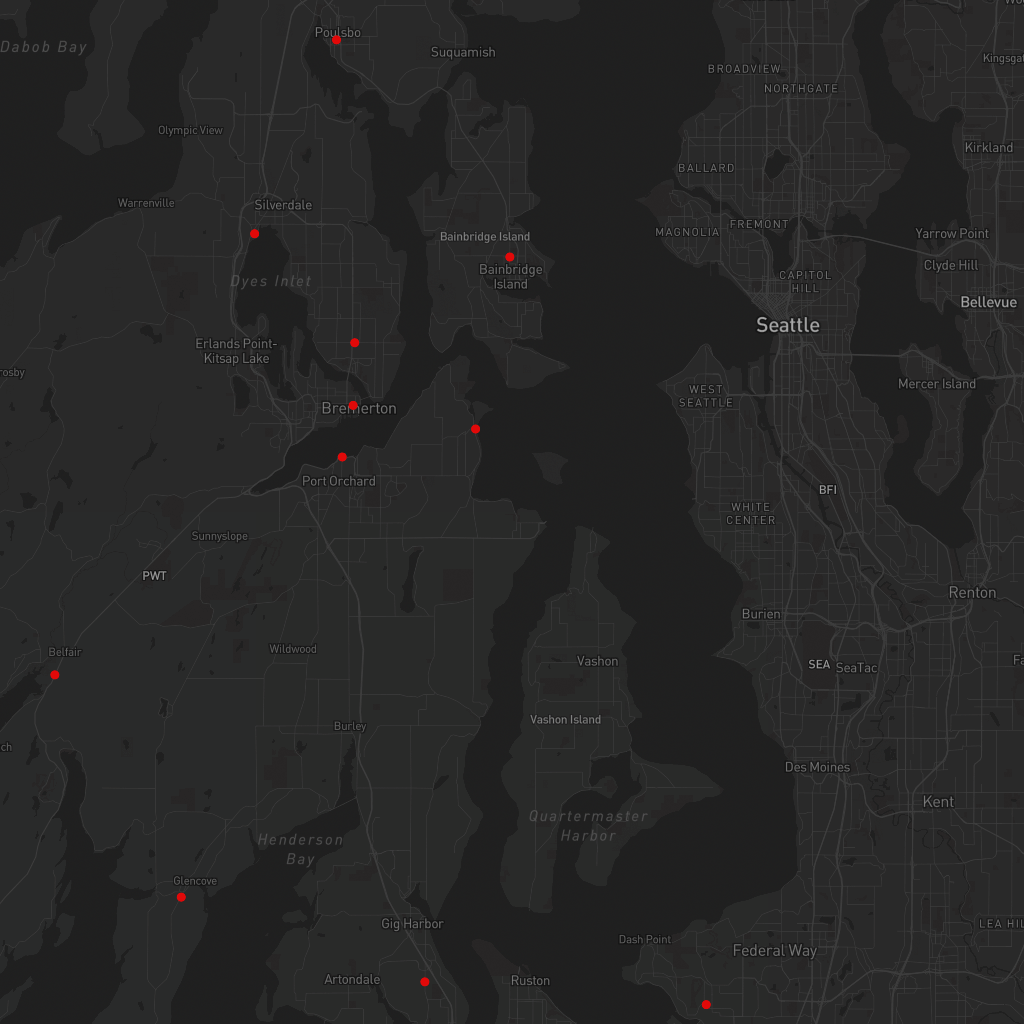 Poulsbo
Dabob Bay
Suquamish
Kingsgat
BROADVIEW
NORTHGATE
Olympic View
Kirkland
BALLARD
Warrenville
Silverdale
FREMONT
MAGNOLIA
Yarrow Point
Bainbridge Island
Clyde Hill
Bainbridge
Island
CAPITOL
HILL
Dyes Inlet
Bellevue
Seattle
Erlands Point-
Kitsap Lake
rosby
Mercer Island
WEST
SEATTLE
Bremerton
Port Orchard
BFI
WHITE
CENTER
Sunnyslope
PWT
Renton
Burien
Wildwood
Belfair
Vashon
SEA
SeaTac
Fa
Vashon Island
Burley
ch
Des Moines
Kent
Quartermaster
Harbor
Henderson
Bay
Glencove
Gig Harbor
LEA HIL
Dash Point
Federal Way
Artondale
Ruston